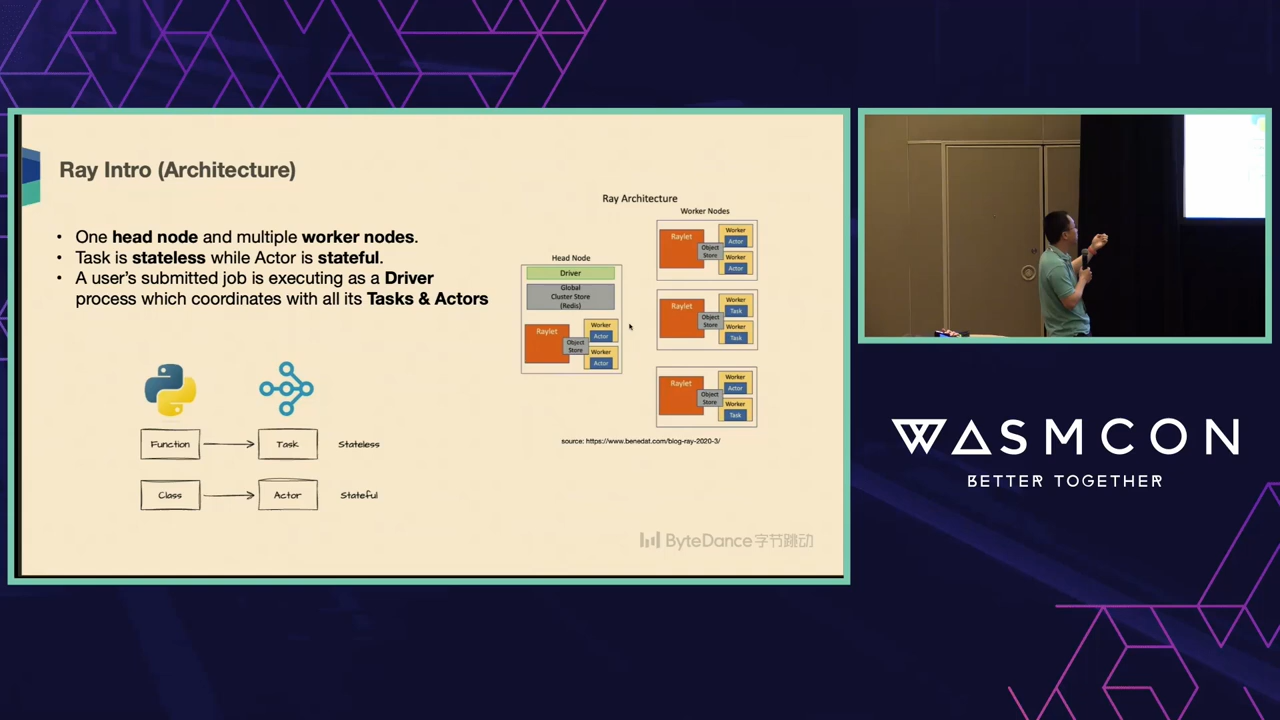 Ray Intro (Architecture)
• One head node and multiple worker nodes.
• Task is stateless while Actor is stateful.
• A user's submitted job is executing as a Driver
process which coordinates with all its Tasks & Actors
Function
Task
Stateless
Class
Actor
Stateful
Ray Architecture
Head Node
Driver
Global
Cluster Store
(Redis)
Raylet
Object
Store
Worker
Actor
Worker
Actor
Worker Nodes
Raylet
Object
Store
Worker
Actor
Worker
Actor
Raylet
Object
Store
Worker
Task
Worker
Task
Raylet
Object
Store
Worker
Actor
Worker
Task
source: https://www.benedat.com/blog-ray-2020-3/
ByteDance字节跳动
WASMCON
BETTER TOGETHER